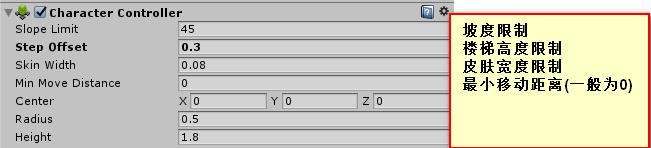 Character Controller
Slope Limit 45
Step Offset 0.3
Skin Width 0.08
Min Move Distance 0
Center X 0 Y 0 Z 0
Radius 0.5
Height 1.8
坡度限制
楼梯高度限制
皮肤宽度限制
最小移动距离(一般为0)